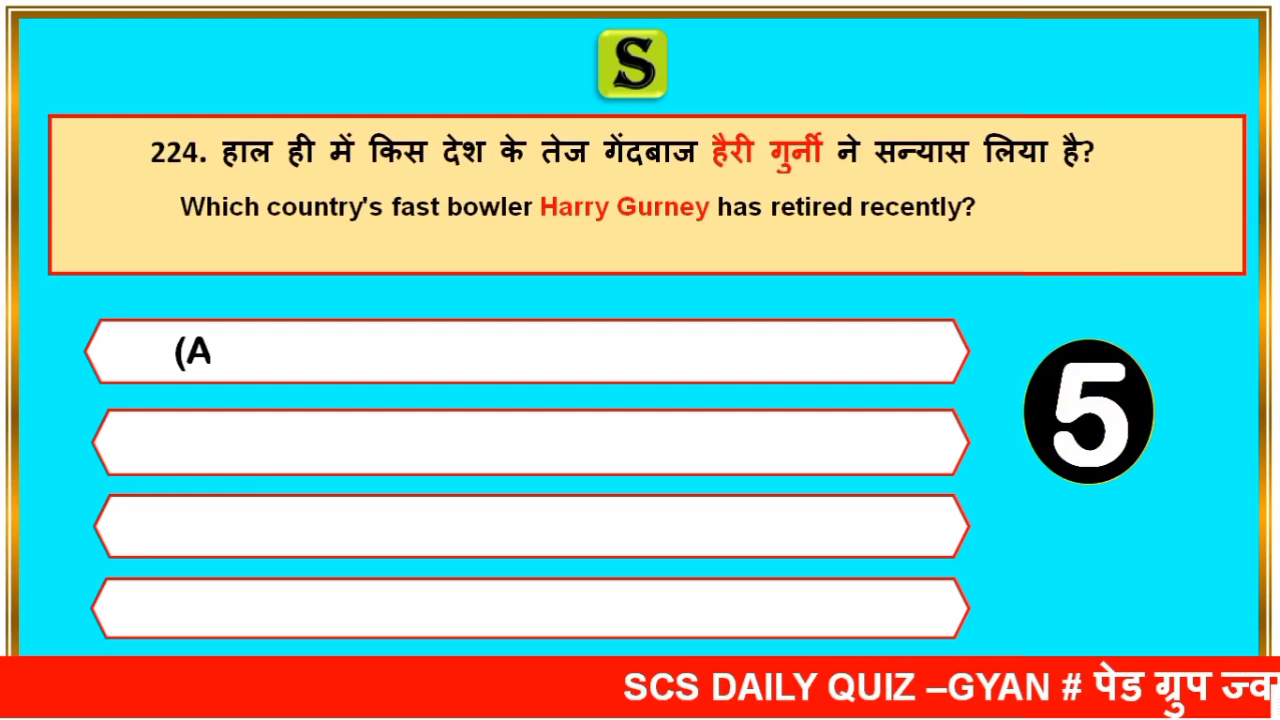 S
224. हाल ही में किस देश के तेज गेंदबाज हैरी गुर्नी ने सन्यास लिया है?
Which country's fast bowler Harry Gurney has retired recently?
(A
5
SCS DAILY QUIZ –GYAN # पेड ग्रुप